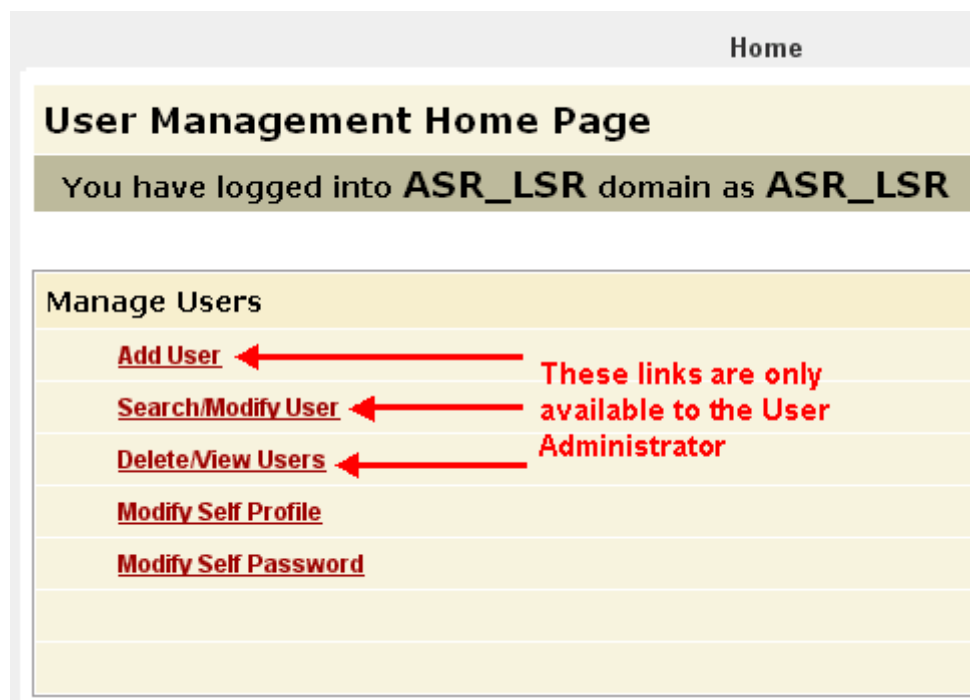 Home
User Management Home Page
You have logged into ASR_LSR domain as ASR_LSR
Manage Users
Add User
Search/Modify User
Delete/View Users
These links are only
available to the User
Administrator
Modify Self Profile
Modify Self Password